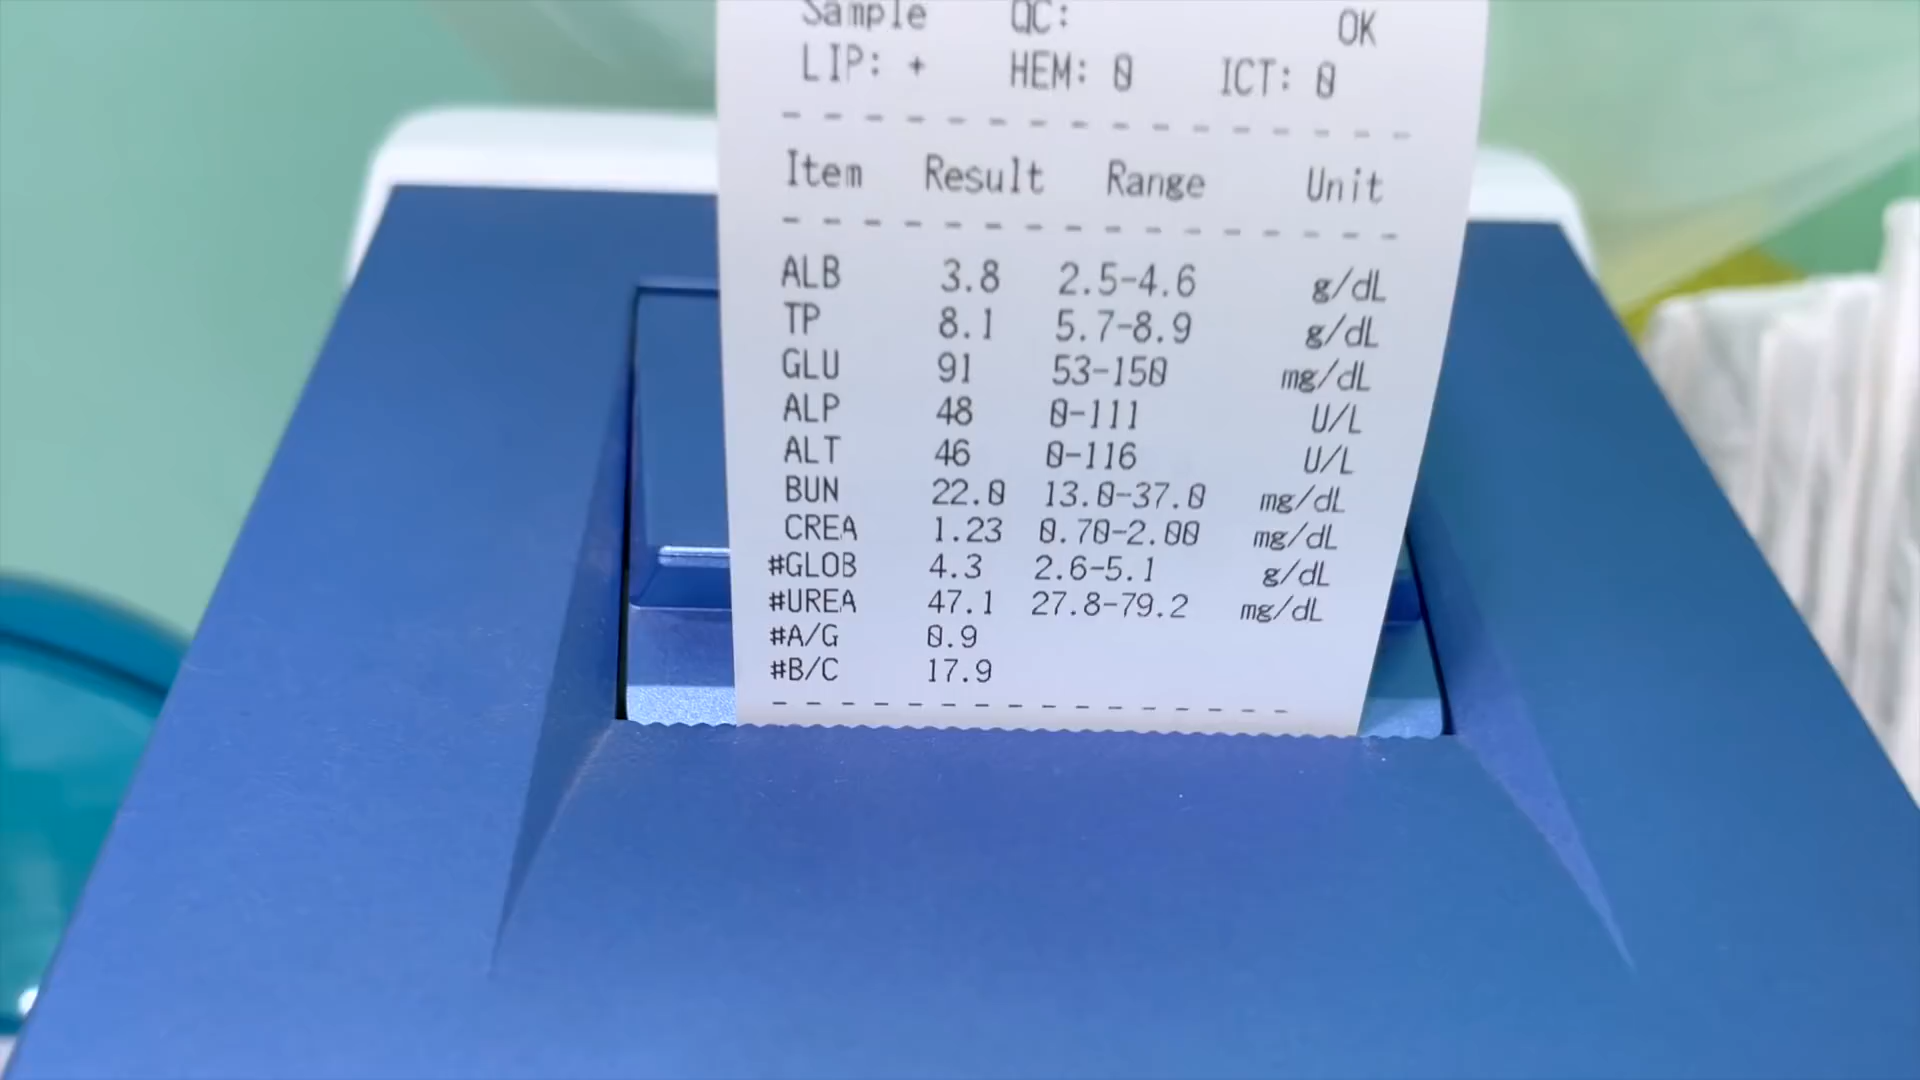 Sample QC: OK
LIP: + HEM: 0 ICT: 0
- - - - - - - - - - - - - - - -
Item Result Range Unit
- - - - - - - - - - - - - - - -
ALB 3.8 2.5-4.6 g/dL
TP 8.1 5.7-8.9 g/dL
GLU 91 53-150 mg/dL
ALP 48 0-111 U/L
ALT 46 0-116 U/L
BUN 22.0 13.0-37.0 mg/dL
CREA 1.23 0.70-2.00 mg/dL
#GLOB 4.3 2.6-5.1 g/dL
#UREA 47.1 27.8-79.2 mg/dL
#A/G 0.9
#B/C 17.9
- - - - - - - - - - - - - - - -